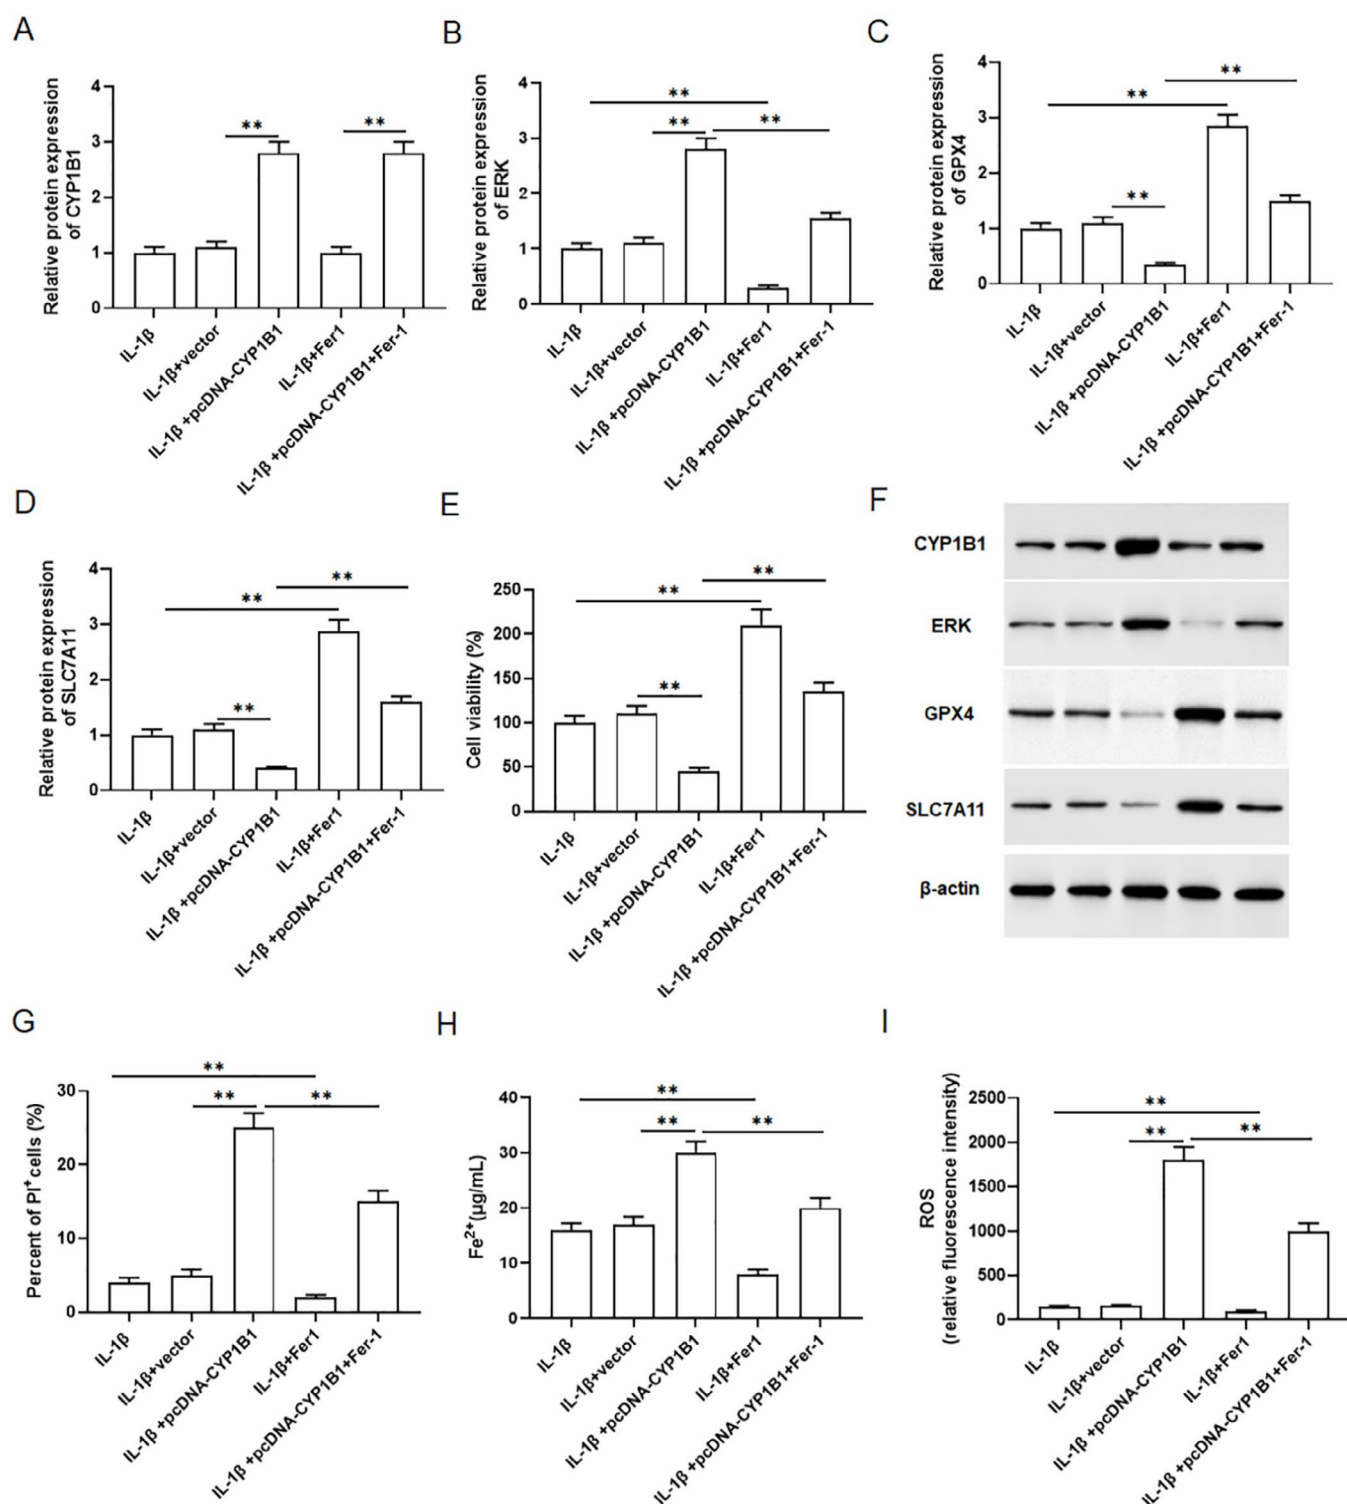 A
Relative protein expression
of CYP1B1
4
3
2
1
0
**
**
IL-1β
IL-1β+vector
IL-1β +pcDNA-CYP1B1
IL-1β+Fer1
IL-1β +pcDNA-CYP1B1+Fer-1
B
Relative protein expression
of ERK
4
3
2
1
0
**
**
**
IL-1β
IL-1β+vector
IL-1β +pcDNA-CYP1B1
IL-1β+Fer1
IL-1β +pcDNA-CYP1B1+Fer-1
C
Relative protein expression
of GPX4
4
3
2
1
0
**
**
**
IL-1β
IL-1β+vector
IL-1β +pcDNA-CYP1B1
IL-1β+Fer1
IL-1β +pcDNA-CYP1B1+Fer-1
D
Relative protein expression
of SLC7A11
4
3
2
1
0
**
**
**
IL-1β
IL-1β+vector
IL-1β +pcDNA-CYP1B1
IL-1β+Fer1
IL-1β +pcDNA-CYP1B1+Fer-1
E
Cell viability (%)
250
200
150
100
50
0
**
**
**
IL-1β
IL-1β+vector
IL-1β +pcDNA-CYP1B1
IL-1β+Fer1
IL-1β +pcDNA-CYP1B1+Fer-1
F
CYP1B1
ERK
GPX4
SLC7A11
β-actin
G
Percent of PI⁺cells (%)
30
20
10
0
**
**
**
IL-1β
IL-1β+vector
IL-1β +pcDNA-CYP1B1
IL-1β+Fer1
IL-1β +pcDNA-CYP1B1+Fer-1
H
Fe²⁺(μg/mL)
40
30
20
10
0
**
**
**
IL-1β
IL-1β+vector
IL-1β +pcDNA-CYP1B1
IL-1β+Fer1
IL-1β +pcDNA-CYP1B1+Fer-1
I
ROS
(relative fluorescence intensity)
2500
2000
1500
1000
500
0
**
**
**
IL-1β
IL-1β+vector
IL-1β +pcDNA-CYP1B1
IL-1β+Fer1
IL-1β +pcDNA-CYP1B1+Fer-1